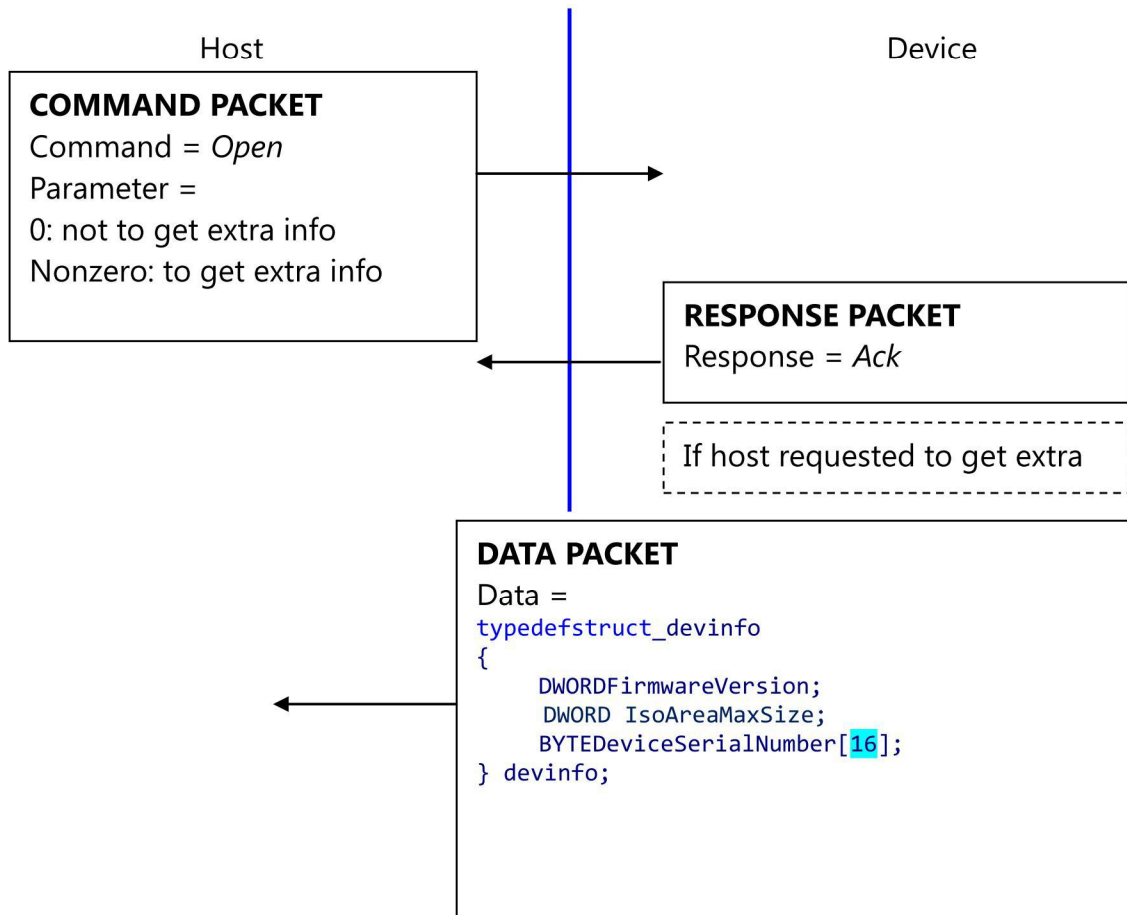 Host
Device
COMMAND PACKET
Command = Open
Parameter =
0: not to get extra info
Nonzero: to get extra info
RESPONSE PACKET
Response = Ack
If host requested to get extra
DATA PACKET
Data =
typedefstruct_devinfo
{
DWORDFirmwareVersion;
DWORD IsoAreaMaxSize;
BYTEDeviceSerialNumber[16];
} devinfo;